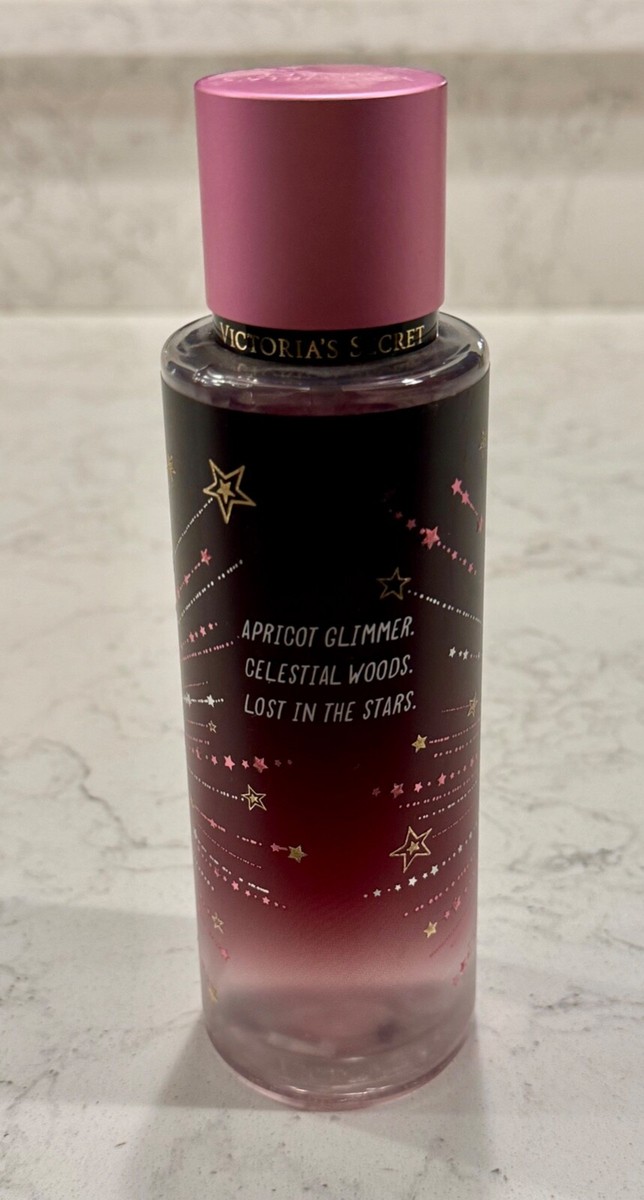 VICTORIA'S SECRET
APRICOT GLIMMER.
CELESTIAL WOODS.
LOST IN THE STARS.